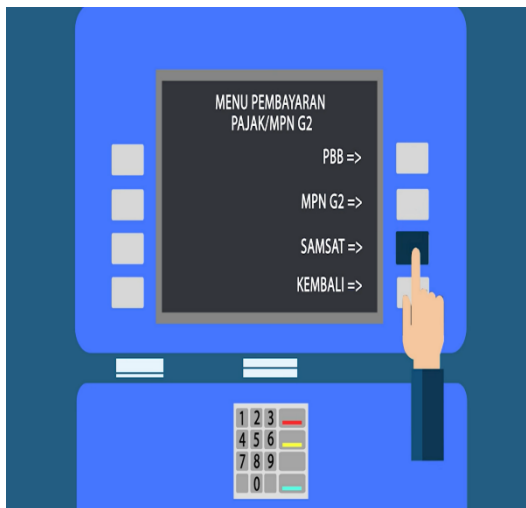 MENU PEMBAYARAN
PAJAK/MPN G2
PBB =>
MPN G2 =>
SAMSAT =>
KEMBALI =>
1 2 3
4 5 6
7 8 9
0